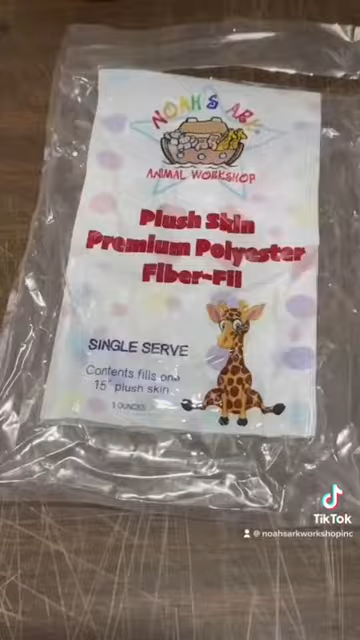 NOAH'S ARK
ANIMAL WORKSHOP
Plush Skin
Premium Polyester
Fiber-Fil
SINGLE SERVE
Contents fills one
15" plush skin
OUNCES
TikTok
@ noahsarkworkshopinc